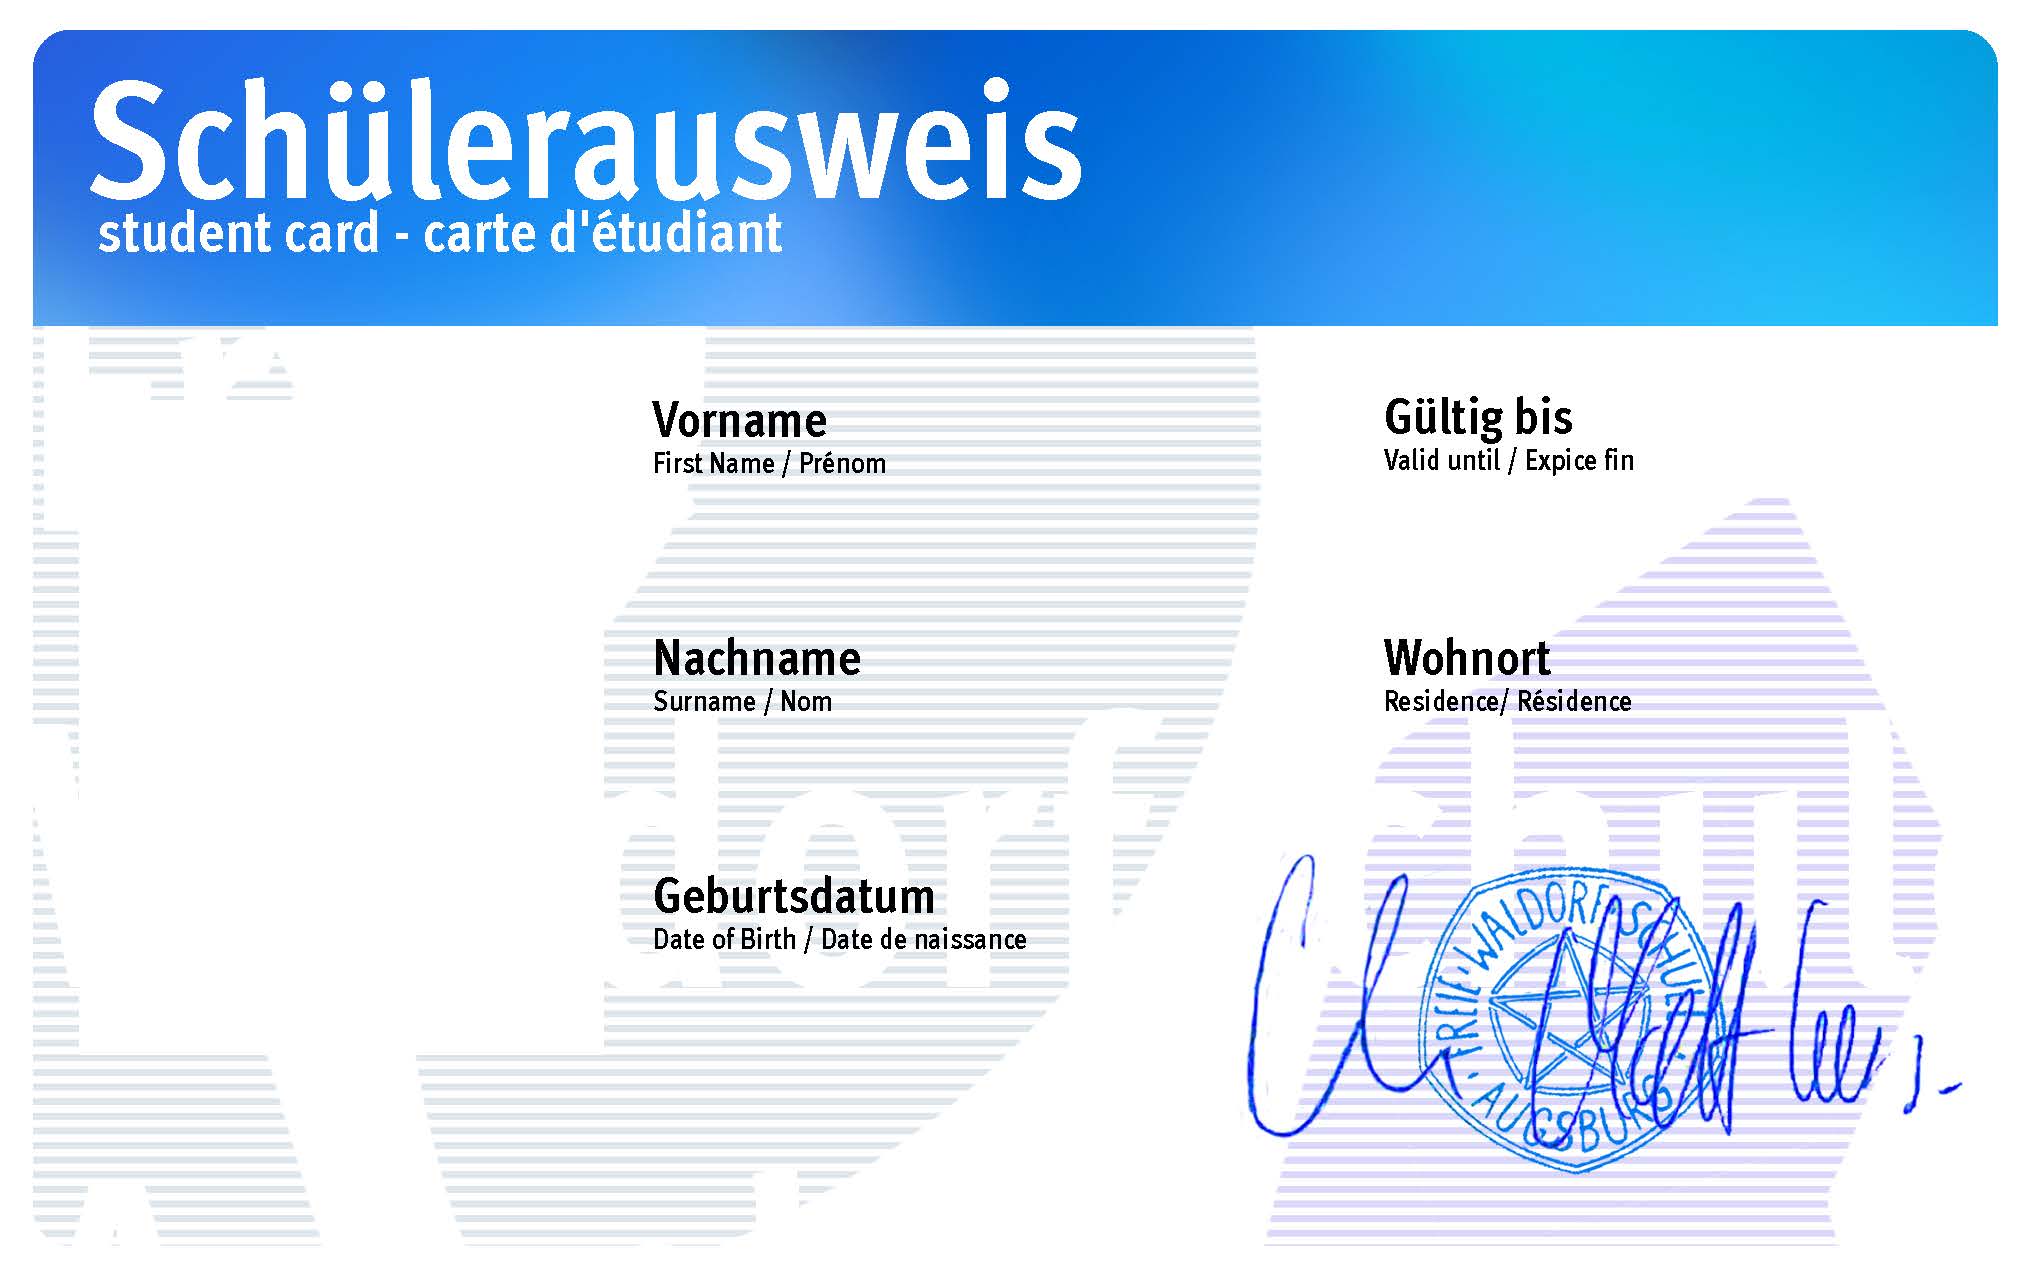 Schülerausweis
student card - carte d'étudiant
Vorname
First Name / Prénom
Gültig bis
Valid until / Expice fin
Nachname
Surname / Nom
Wohnort
Residence/ Résidence
Geburtsdatum
Date of Birth / Date de naissance
FREIE·WALDORFSCHULE
·AUGSBURG·